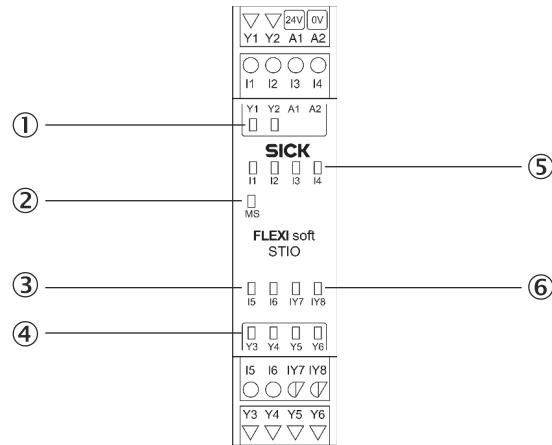 24V 0V
Y1 Y2 A1 A2
I1 I2 I3 I4
Y1 Y2 A1 A2
①
SICK
⑤
I1 I2 I3 I4
②
MS
FLEXI soft
STIO
③
⑥
I5 I6 IY7 IY8
④
Y3 Y4 Y5 Y6
I5 I6 IY7 IY8
Y3 Y4 Y5 Y6